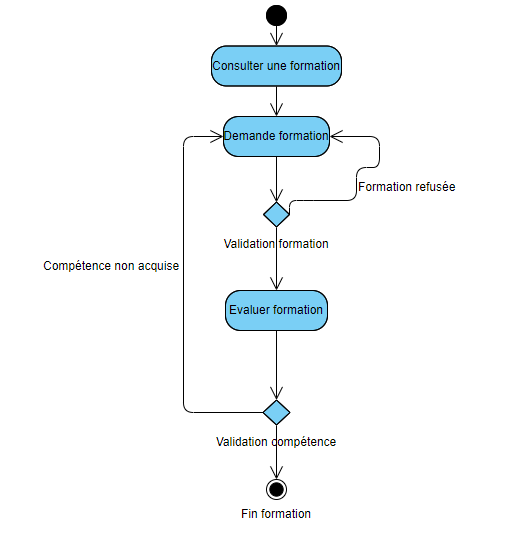 Consulter une formation
Demande formation
Formation refusée
Validation formation
Compétence non acquise
Evaluer formation
Validation compétence
Fin formation